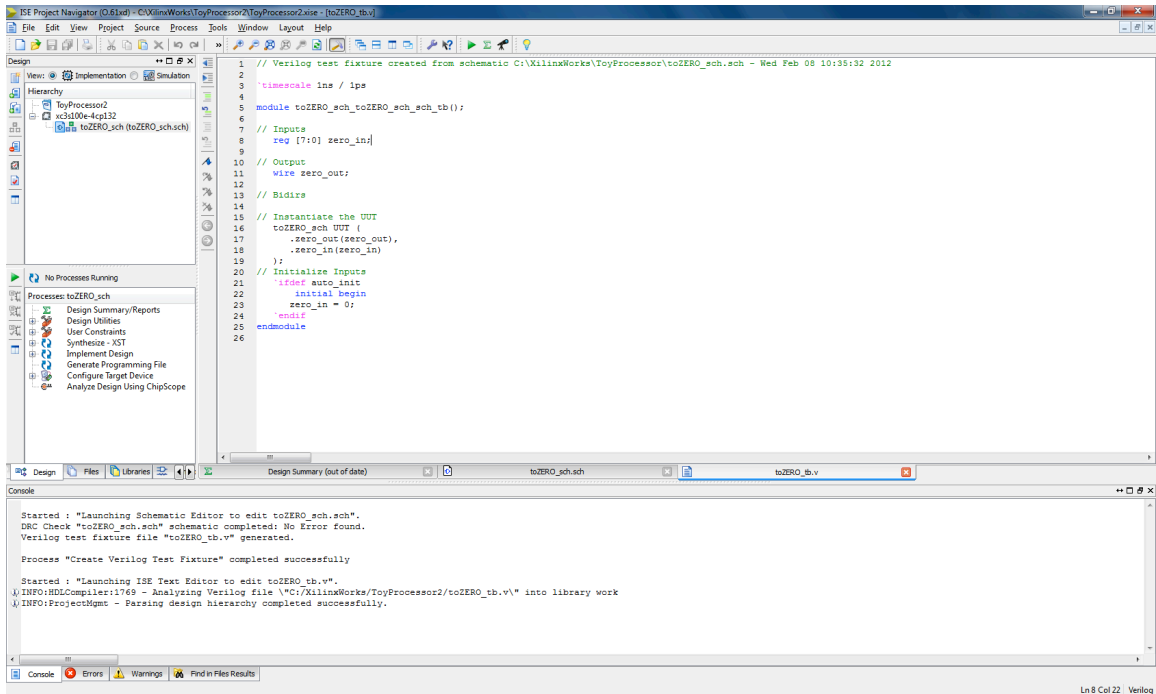 ISE Project Navigator (O.61xd) - C:\XilinxWorks\ToyProcessor2\ToyProcessor2.xise - [toZERO_tb.v]
File Edit View Project Source Process Tools Window Layout Help
Design
View: Implementation Simulation
Hierarchy
ToyProcessor2
xc3s100e-4cp132
toZERO_sch (toZERO_sch.sch)
No Processes Running
Processes: toZERO_sch
Design Summary/Reports
Design Utilities
User Constraints
Synthesize - XST
Implement Design
Generate Programming File
Configure Target Device
Analyze Design Using ChipScope
Design Files Libraries
1 // Verilog test fixture created from schematic C:\XilinxWorks\ToyProcessor\toZERO_sch.sch - Wed Feb 08 10:35:32 2012
2
3 `timescale 1ns / 1ps
4
5 module toZERO_sch_toZERO_sch_sch_tb();
6
7 // Inputs
8 reg [7:0] zero_in;
9
10 // Output
11 wire zero_out;
12
13 // Bidirs
14
15 // Instantiate the UUT
16 toZERO_sch UUT (
17 .zero_out(zero_out),
18 .zero_in(zero_in)
19 );
20 // Initialize Inputs
21 `ifdef auto_init
22 initial begin
23 zero_in = 0;
24 `endif
25 endmodule
26
Design Summary (out of date) toZERO_sch.sch toZERO_tb.v
Console
Started : "Launching Schematic Editor to edit toZERO_sch.sch".
DRC Check "toZERO_sch.sch" schematic completed: No Error found.
Verilog test fixture file "toZERO_tb.v" generated.
Process "Create Verilog Test Fixture" completed successfully
Started : "Launching ISE Text Editor to edit toZERO_tb.v".
INFO:HDLCompiler:1769 - Analyzing Verilog file \"C:/XilinxWorks/ToyProcessor2/toZERO_tb.v\" into library work
INFO:ProjectMgmt - Parsing design hierarchy completed successfully.
Console Errors Warnings Find in Files Results
Ln 8 Col 22 Verilog